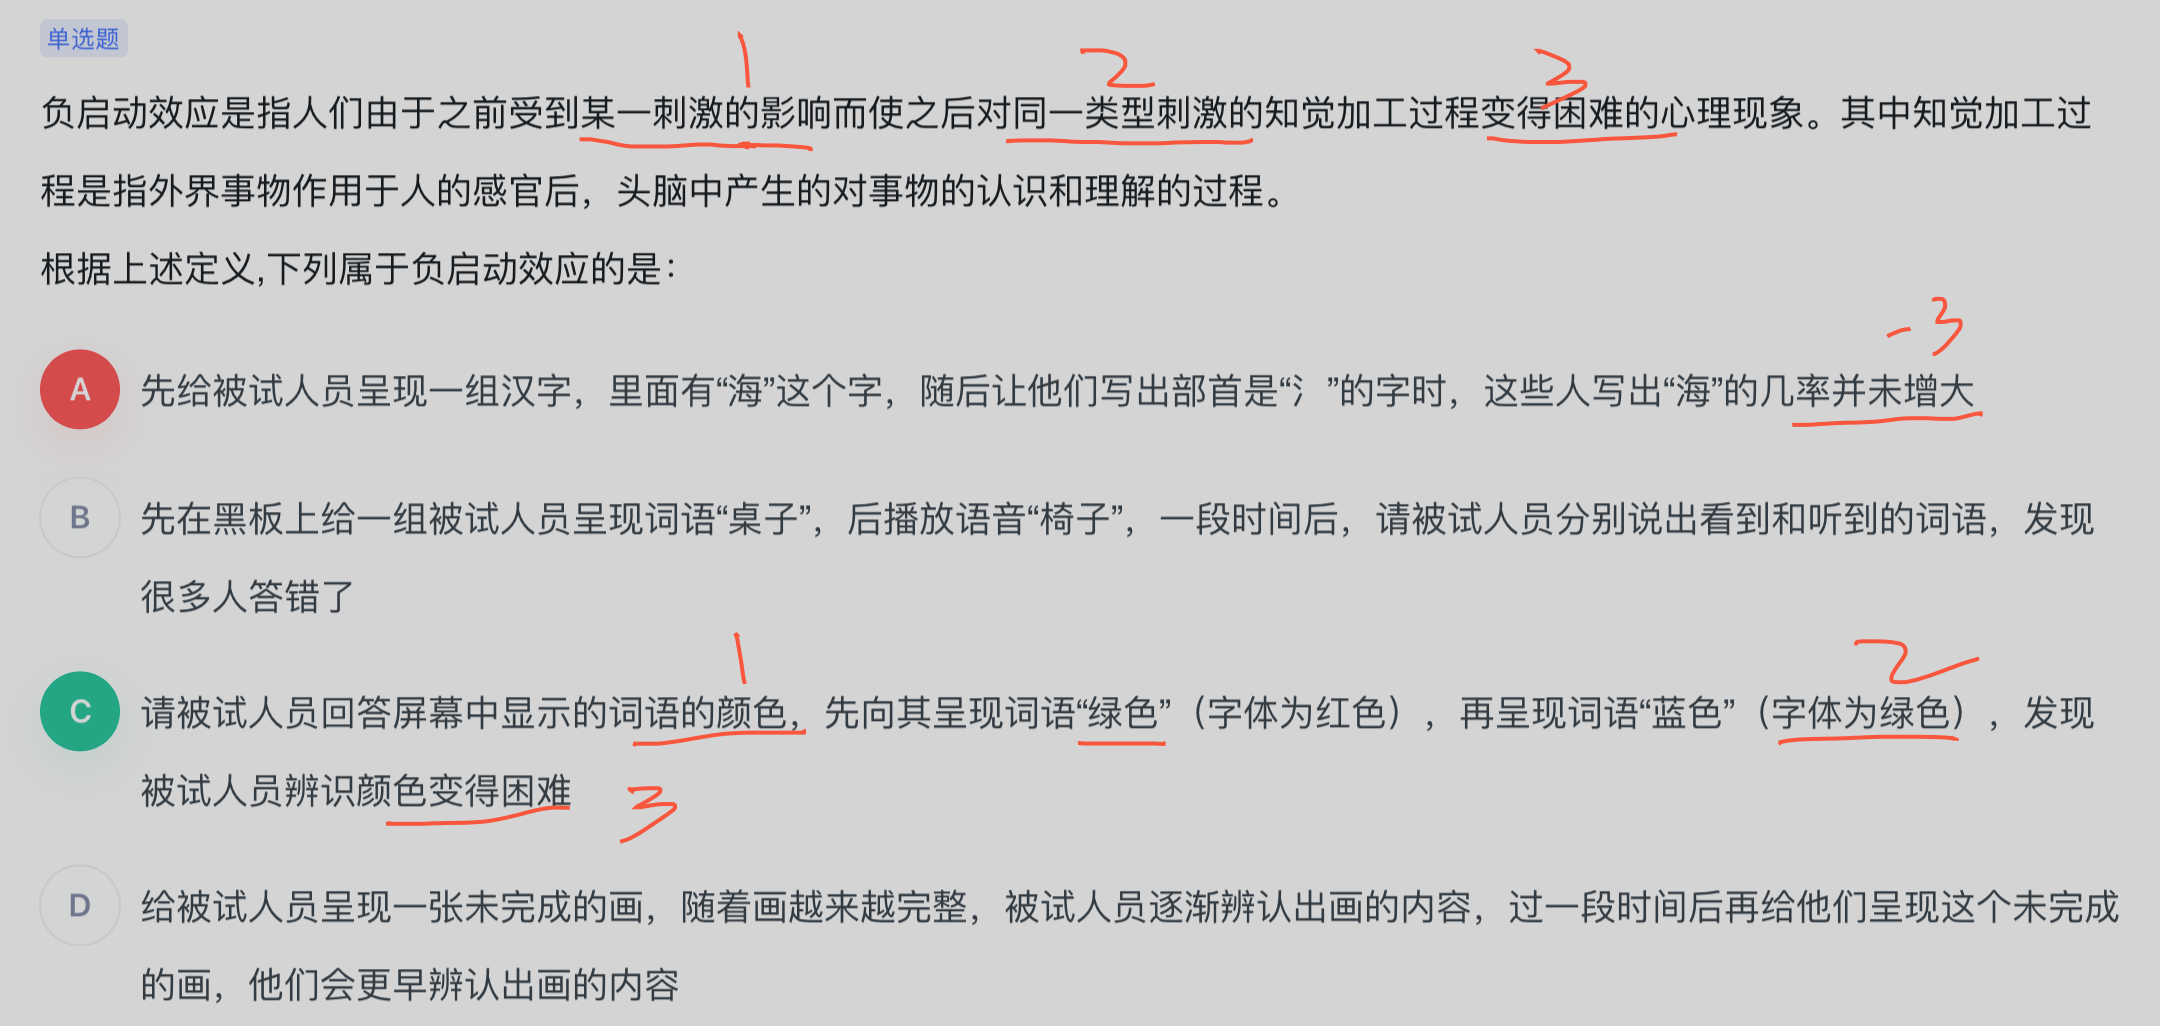 单选题
1 2 3
负启动效应是指人们由于之前受到某一刺激的影响而使之后对同一类型刺激的知觉加工过程变得困难的心理现象。其中知觉加工过
程是指外界事物作用于人的感官后，头脑中产生的对事物的认识和理解的过程。
根据上述定义,下列属于负启动效应的是：
-3
A 先给被试人员呈现一组汉字，里面有“海”这个字，随后让他们写出部首是“氵”的字时，这些人写出“海”的几率并未增大
B 先在黑板上给一组被试人员呈现词语“桌子”，后播放语音“椅子”，一段时间后，请被试人员分别说出看到和听到的词语，发现
很多人答错了
1 2
C 请被试人员回答屏幕中显示的词语的颜色，先向其呈现词语“绿色”（字体为红色），再呈现词语“蓝色”（字体为绿色），发现
被试人员辨识颜色变得困难 3
D 给被试人员呈现一张未完成的画，随着画越来越完整，被试人员逐渐辨认出画的内容，过一段时间后再给他们呈现这个未完成
的画，他们会更早辨认出画的内容